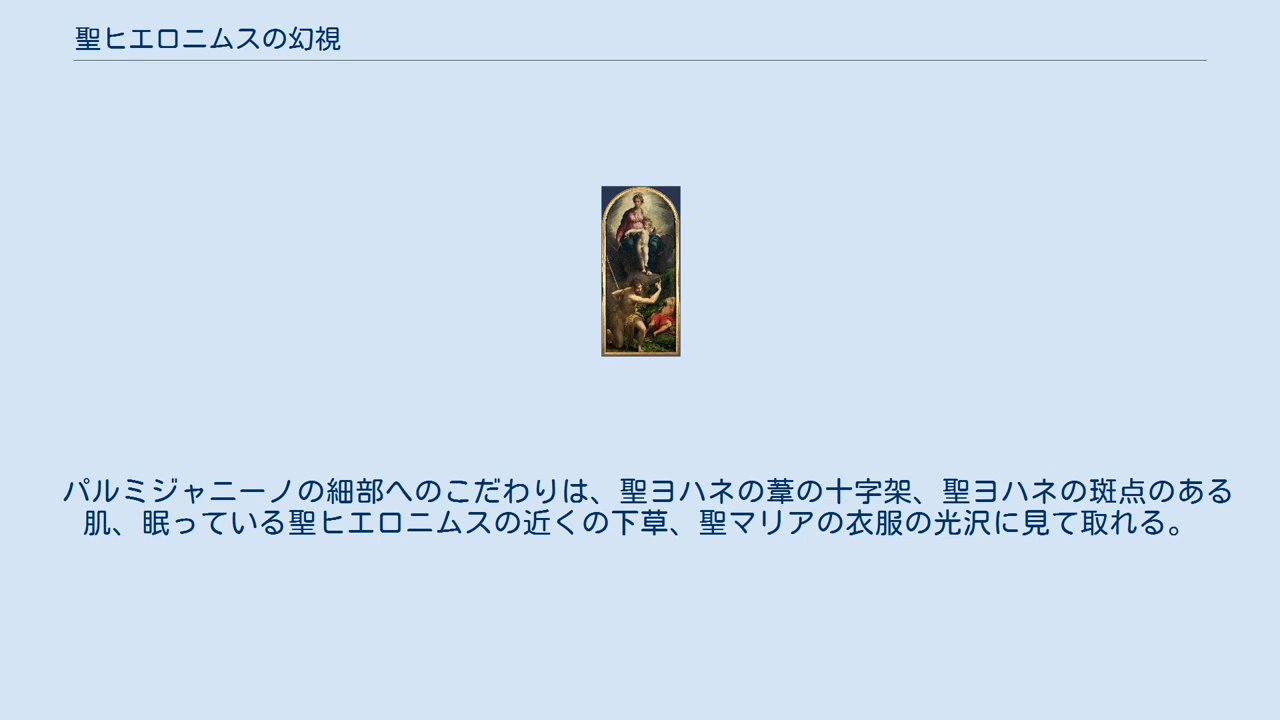 聖ヒエロニムスの幻視
パルミジャニーノの細部へのこだわりは、聖ヨハネの葦の十字架、聖ヨハネの斑点のある
肌、眠っている聖ヒエロニムスの近くの下草、聖マリアの衣服の光沢に見て取れる。